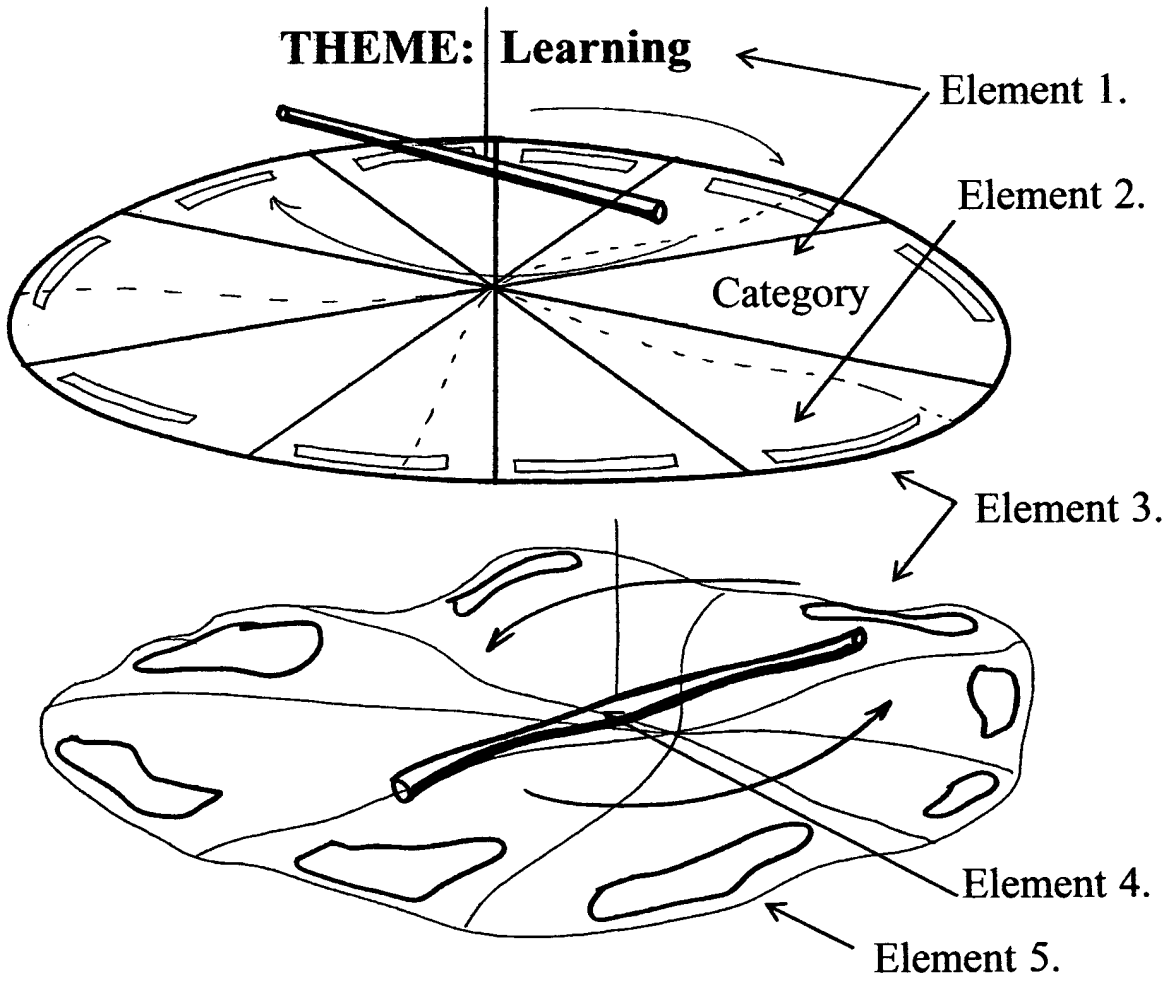 THEME: Learning
Element 1.
Element 2.
Category
Element 3.
Element 4.
Element 5.